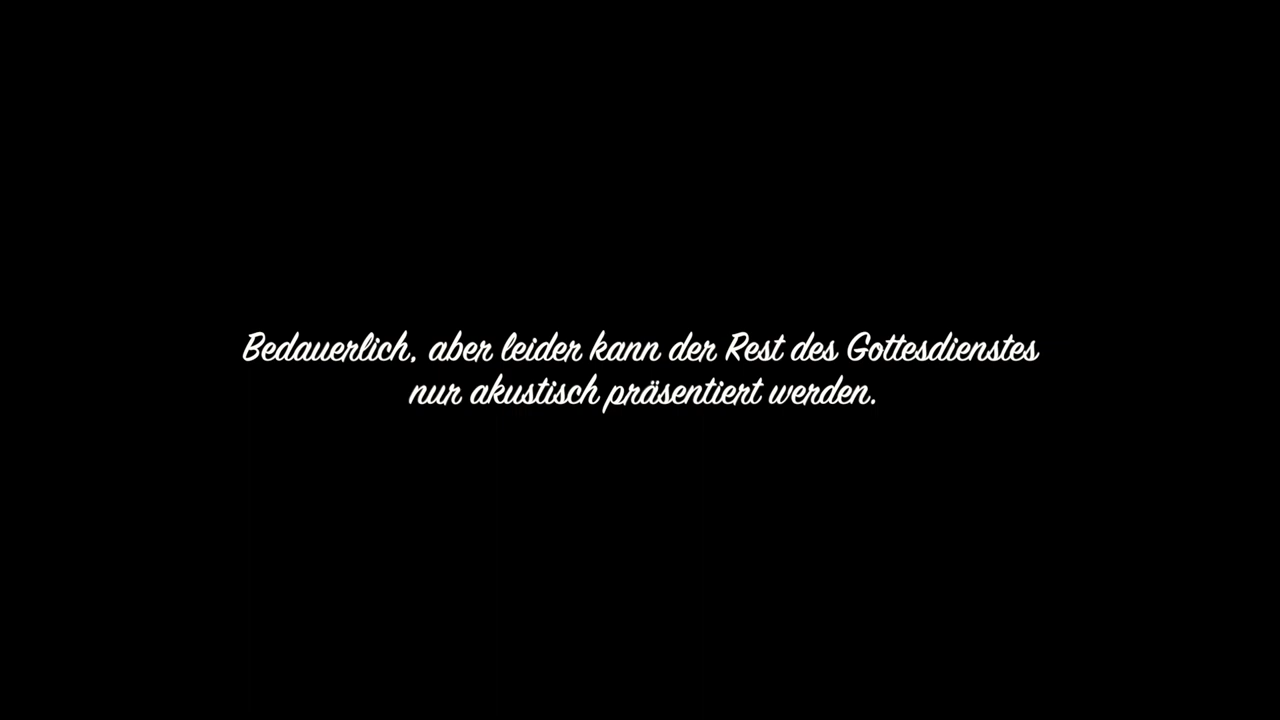 Bedauerlich, aber leider kann der Rest des Gottesdienstes
nur akustisch präsentiert werden.